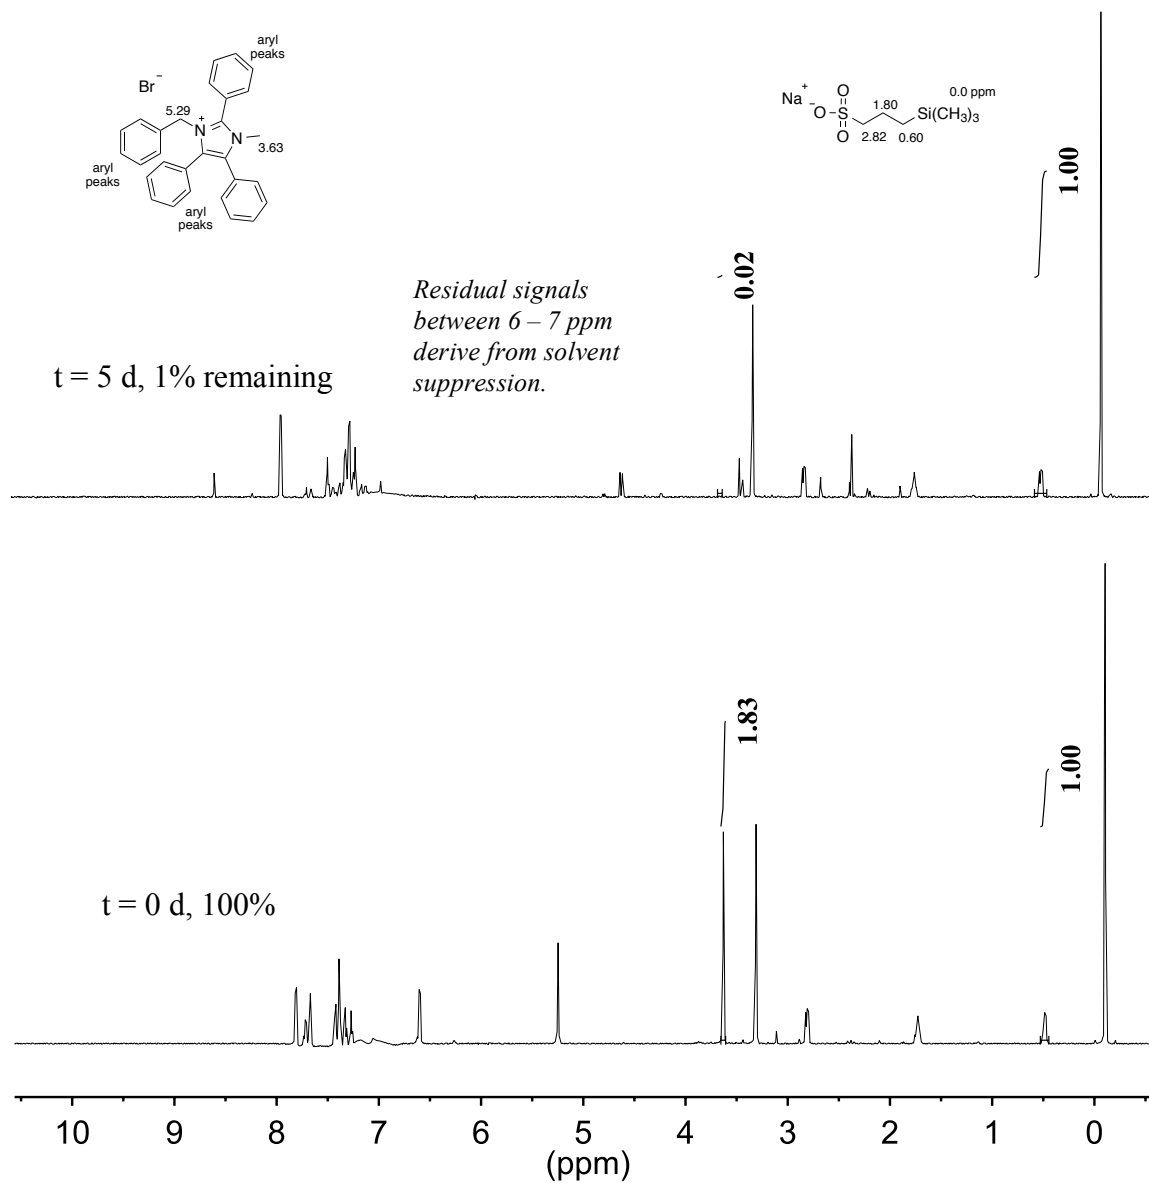 aryl
peaks
Br−
5.29
N+
N
3.63
aryl
peaks
aryl
peaks
Na+
−O
O
S
O
1.80
2.82
0.60
0.0 ppm
Si(CH3)3
1.00
0.02
Residual signals
between 6 – 7 ppm
derive from solvent
suppression.
t = 5 d, 1% remaining
1.83
1.00
t = 0 d, 100%
10 9 8 7 6 5 4 3 2 1 0
(ppm)